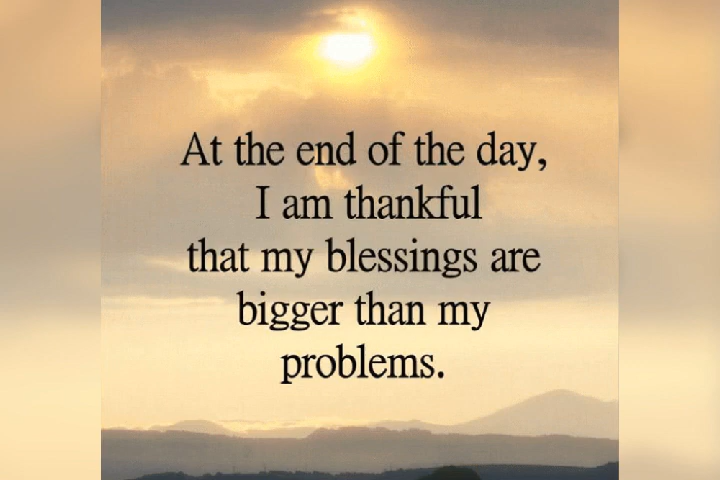 At the end of the day,
I am thankful
that my blessings are
bigger than my
problems.